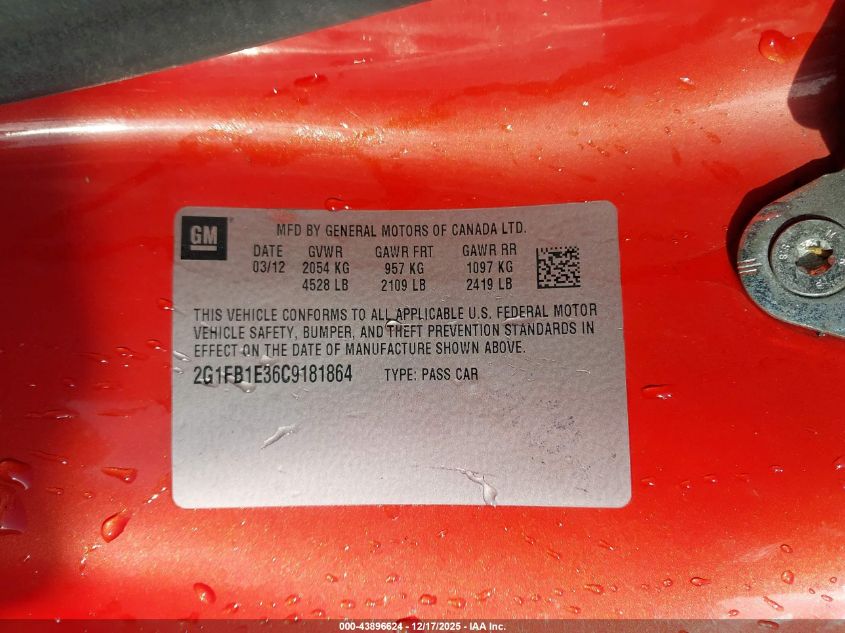 GM
MFD BY GENERAL MOTORS OF CANADA LTD.
DATE GVWR GAWR FRT GAWR RR
03/12 2054 KG 957 KG 1097 KG
4528 LB 2109 LB 2419 LB
THIS VEHICLE CONFORMS TO ALL APPLICABLE U.S. FEDERAL MOTOR
VEHICLE SAFETY, BUMPER, AND THEFT PREVENTION STANDARDS IN
EFFECT ON THE DATE OF MANUFACTURE SHOWN ABOVE.
2G1FB1E36C9181864 TYPE: PASS CAR
000-43896624 - 12/17/2025 - IAA Inc.